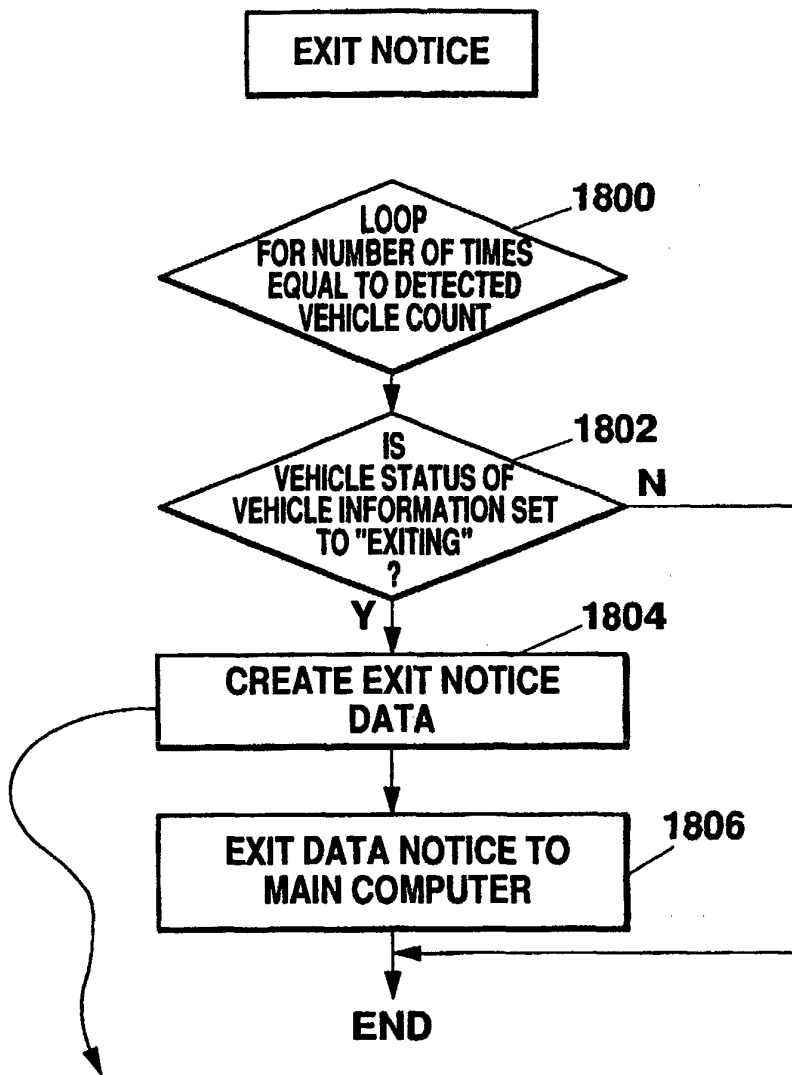 EXIT NOTICE
1800
LOOP
FOR NUMBER OF TIMES
EQUAL TO DETECTED
VEHICLE COUNT
1802
IS
VEHICLE STATUS OF
VEHICLE INFORMATION SET
TO "EXITING"
?
N
Y
1804
CREATE EXIT NOTICE
DATA
1806
EXIT DATA NOTICE TO
MAIN COMPUTER
END